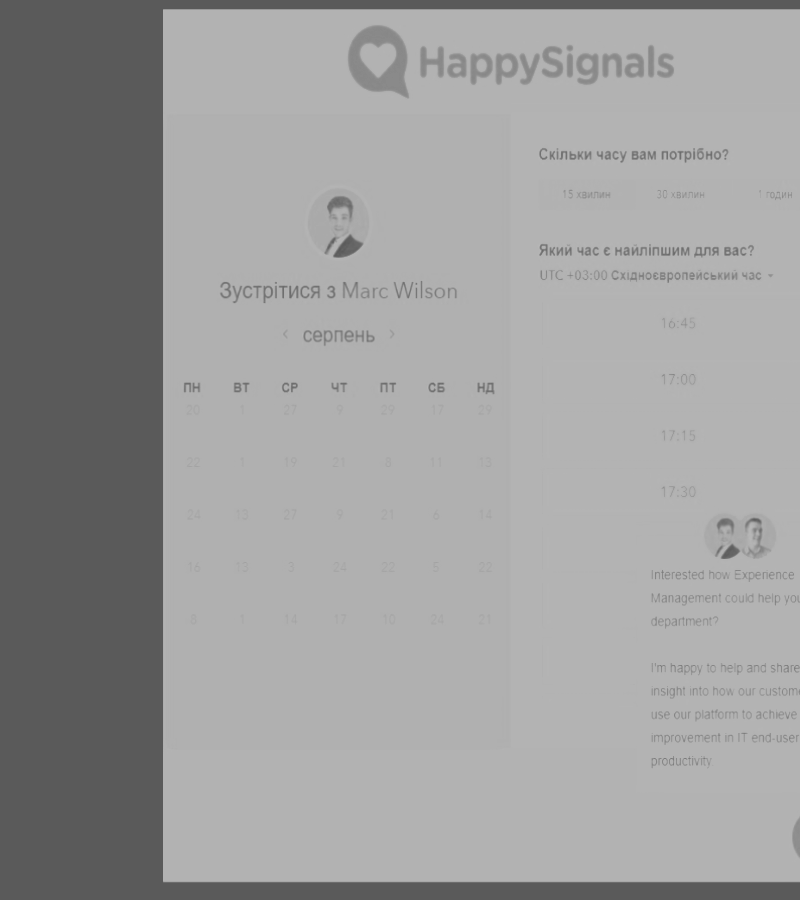 HappySignals
Зустрітися з Marc Wilson
серпень
ПН ВТ СР ЧТ ПТ СБ НД
20 1 27 9 29 17 29
22 1 19 21 8 11 13
24 13 27 9 21 6 14
16 13 3 24 22 5 22
8 1 14 17 10 24 21
Скільки часу вам потрібно?
15 хвилин 30 хвилин 1 годин
Який час є найліпшим для вас?
UTC +03:00 Східноєвропейський час
16:45
17:00
17:15
17:30
Interested how Experience
Management could help you
department?
I'm happy to help and share
insight into how our custome
use our platform to achieve
improvement in IT end-user
productivity